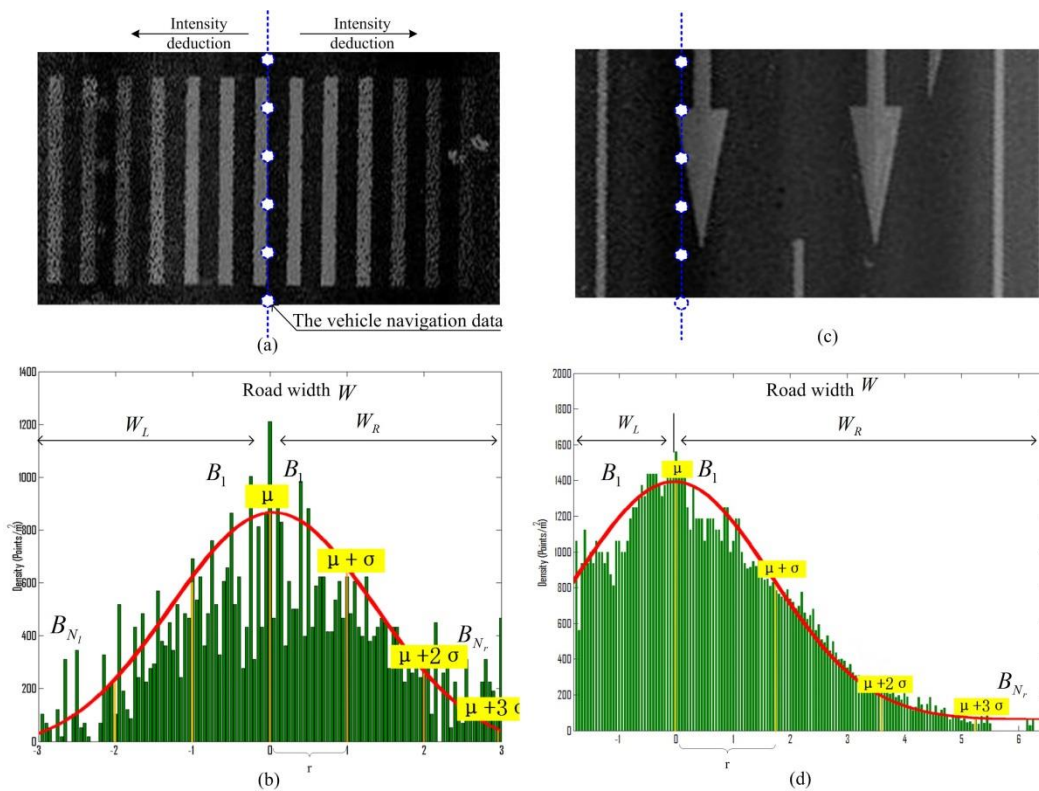 Intensity deduction
Intensity deduction
The vehicle navigation data
(a)
(c)
1400
1200
1000
800
600
400
200
0
Density (Points/m²)
Road width W
W_L
W_R
B_1
B_1
μ
μ + σ
μ +2 σ
μ +3 σ
B_{N_l}
B_{N_r}
-3
-2
-1
0
1
2
3
r
(b)
2000
1800
1600
1400
1200
1000
800
600
400
200
0
Density (Points/m²)
Road width W
W_L
W_R
B_1
B_1
μ
μ + σ
μ +2 σ
μ +3 σ
B_{N_r}
-1
0
1
2
3
4
5
6
r
(d)